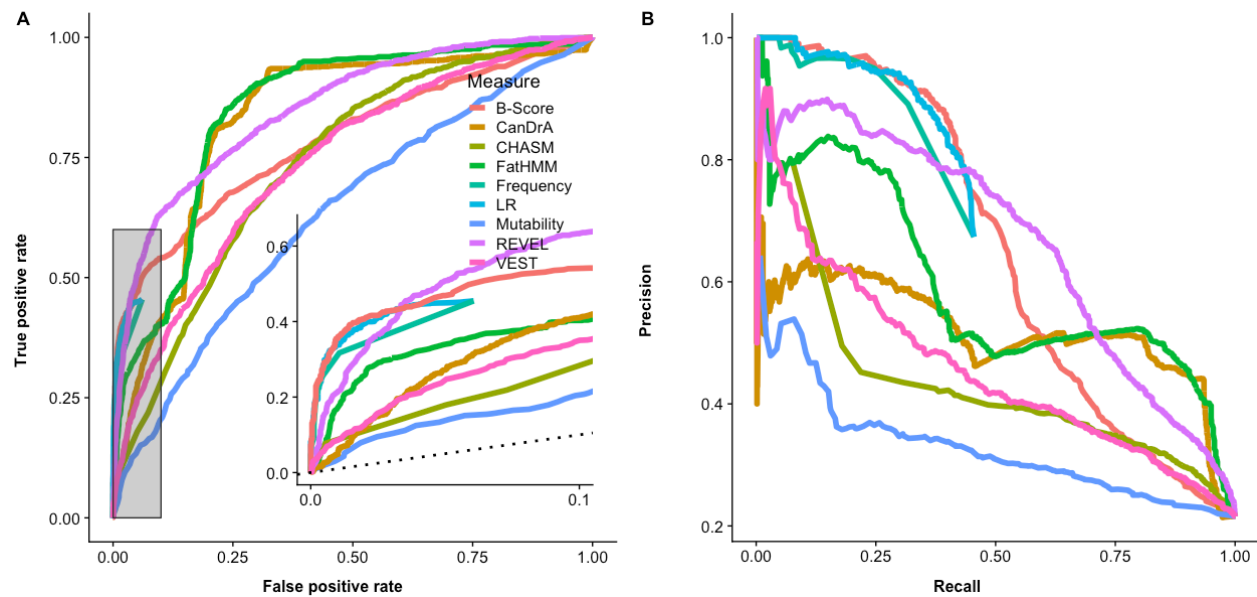 A
1.00
0.75
0.50
0.25
0.00
True positive rate
0.00
0.25
0.50
0.75
1.00
False positive rate
Measure
B-Score
CanDrA
CHASM
FatHMM
Frequency
LR
Mutability
REVEL
VEST
0.6
0.4
0.2
0.0
0.0
0.1
B
1.0
0.8
0.6
0.4
0.2
Precision
0.00
0.25
0.50
0.75
1.00
Recall